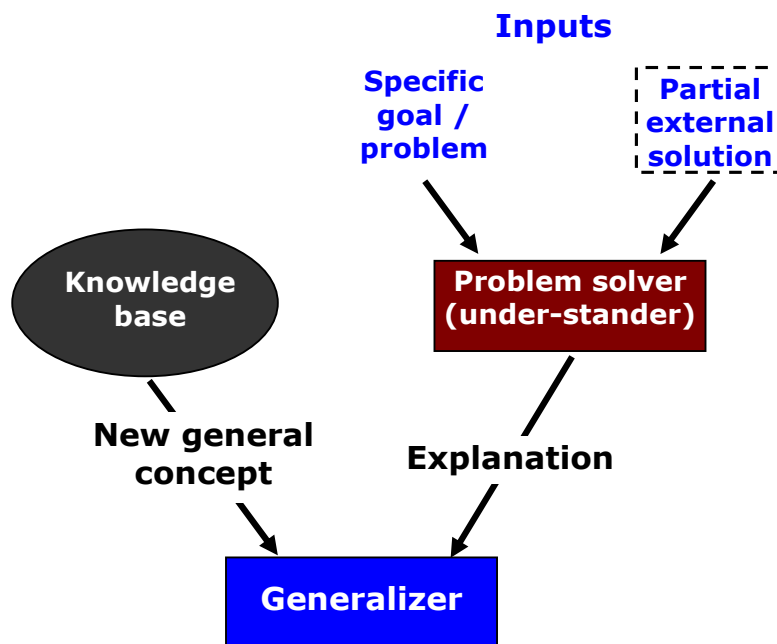 Inputs
Specific
goal /
problem
Partial
external
solution
Knowledge
base
Problem solver
(under-stander)
New general
concept
Explanation
Generalizer